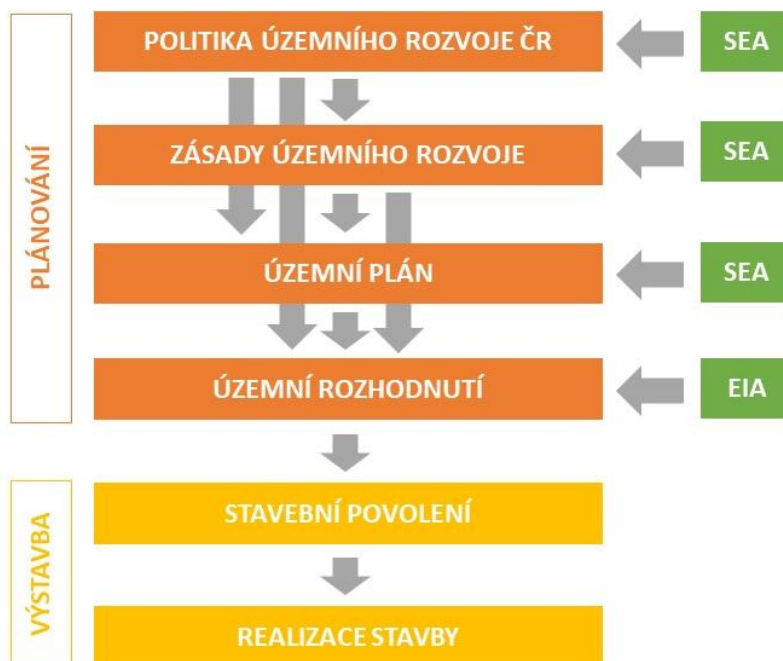 POLITIKA ÚZEMNÍHO ROZVOJE ČR
SEA
ZÁSADY ÚZEMNÍHO ROZVOJE
SEA
PLÁNOVÁNÍ
ÚZEMNÍ PLÁN
SEA
ÚZEMNÍ ROZHODNUTÍ
EIA
STAVEBNÍ POVOLENÍ
VÝSTAVBA
REALIZACE STAVBY